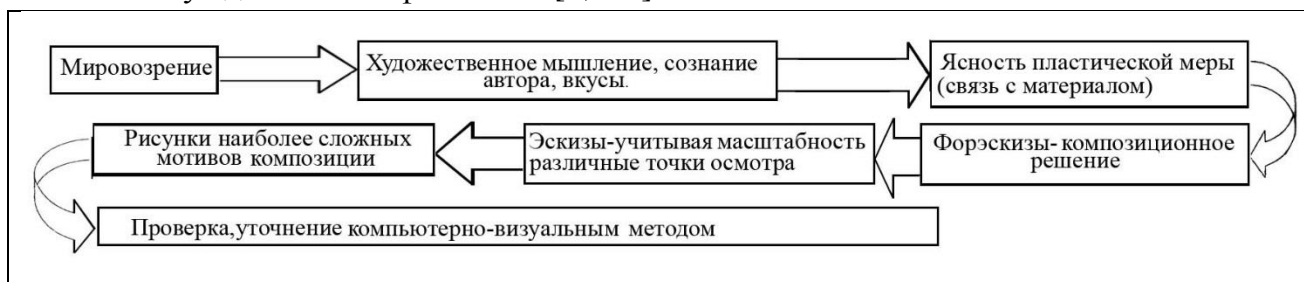 Мировозрение
Художественное мышление, сознание
автора, вкусы.
Ясность пластической меры
(связь с материалом)
Форэскизы- композиционное
решение
Эскизы-учитывая масштабность
различные точки осмотра
Рисунки наиболее сложных
мотивов композиции
Проверка,уточнение компьютерно-визуальным методом